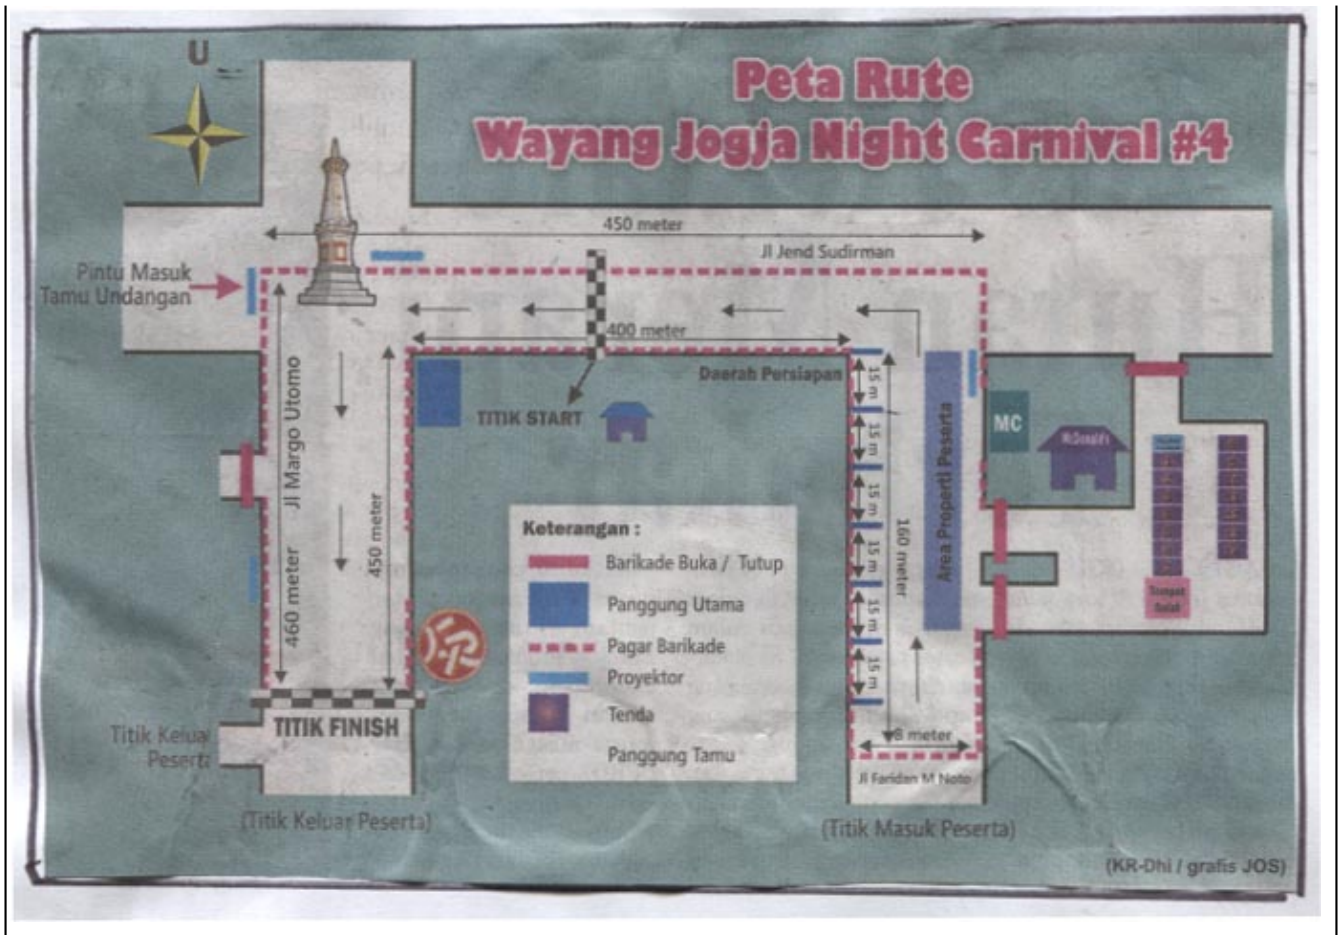 U
Peta Rute
Wayang Jogja Night Carnival #4
450 meter
Jl Jend Sudirman
Pintu Masuk
Tamu Undangan
400 meter
Daerah Persiapan
TITIK START
Jl Margo Utomo
460 meter
450 meter
15 m
15 m
15 m
15 m
15 m
15 m
160 meter
Area Properti Peserta
MC
McDonald's
Keterangan :
Barikade Buka / Tutup
Panggung Utama
Pagar Barikade
Proyektor
Tenda
Panggung Tamu
KR
TITIK FINISH
Titik Keluar
Peserta
(Titik Keluar Peserta)
8 meter
Jl Faridan M Noto
(Titik Masuk Peserta)
(KR-Dhi / grafis JOS)